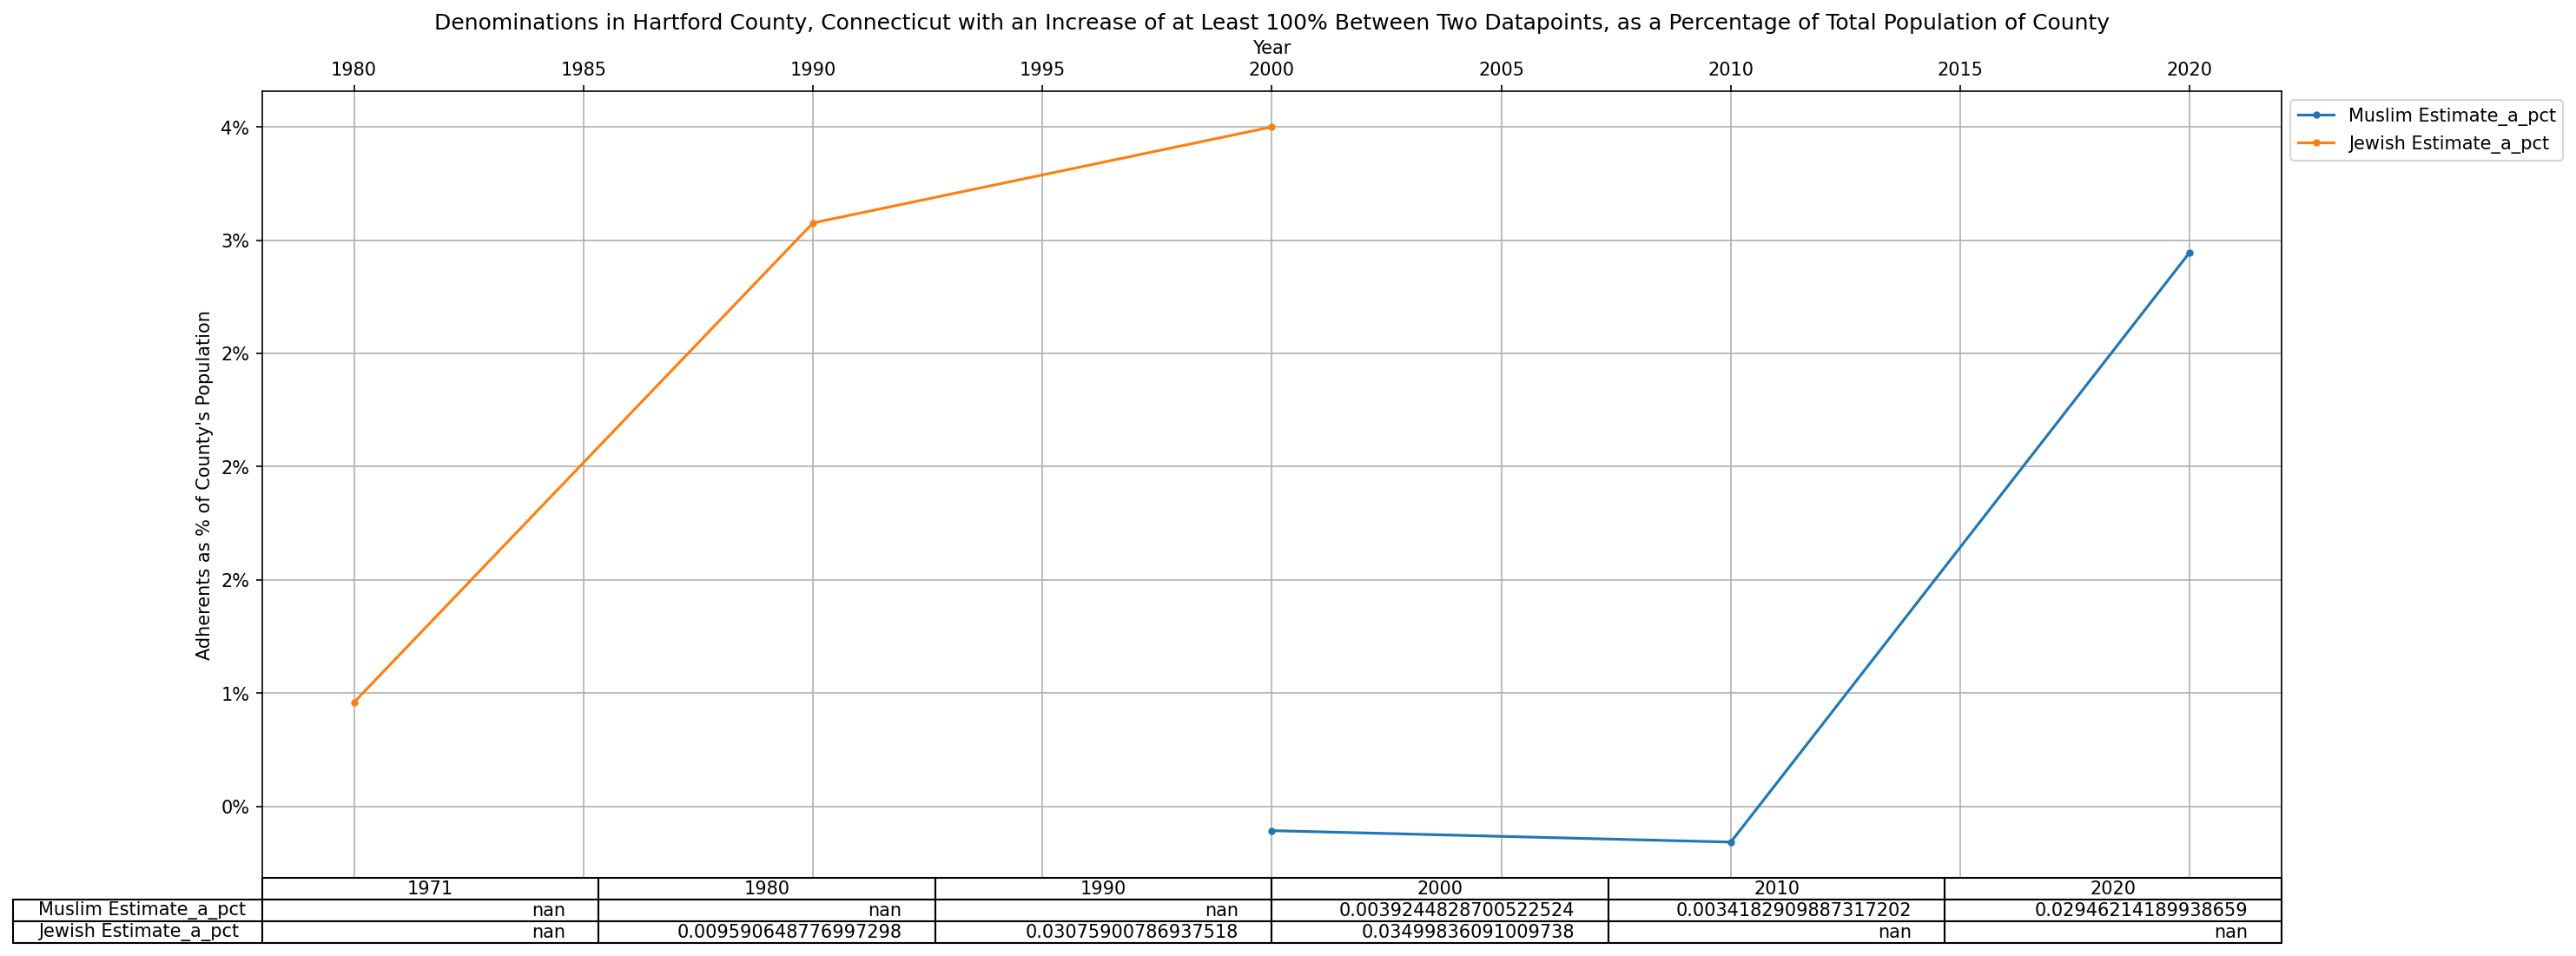 Denominations in Hartford County, Connecticut with an Increase of at Least 100% Between Two Datapoints, as a Percentage of Total Population of County
Year
1980 1985 1990 1995 2000 2005 2010 2015 2020
Muslim Estimate_a_pct
Jewish Estimate_a_pct
4%
3%
2%
2%
2%
1%
0%
Adherents as % of County's Population
1971 1980 1990 2000 2010 2020
Muslim Estimate_a_pct nan nan nan 0.0039244828700522524 0.0034182909887317202 0.02946214189938659
Jewish Estimate_a_pct nan 0.009590648776997298 0.03075900786937518 0.03499836091009738 nan nan